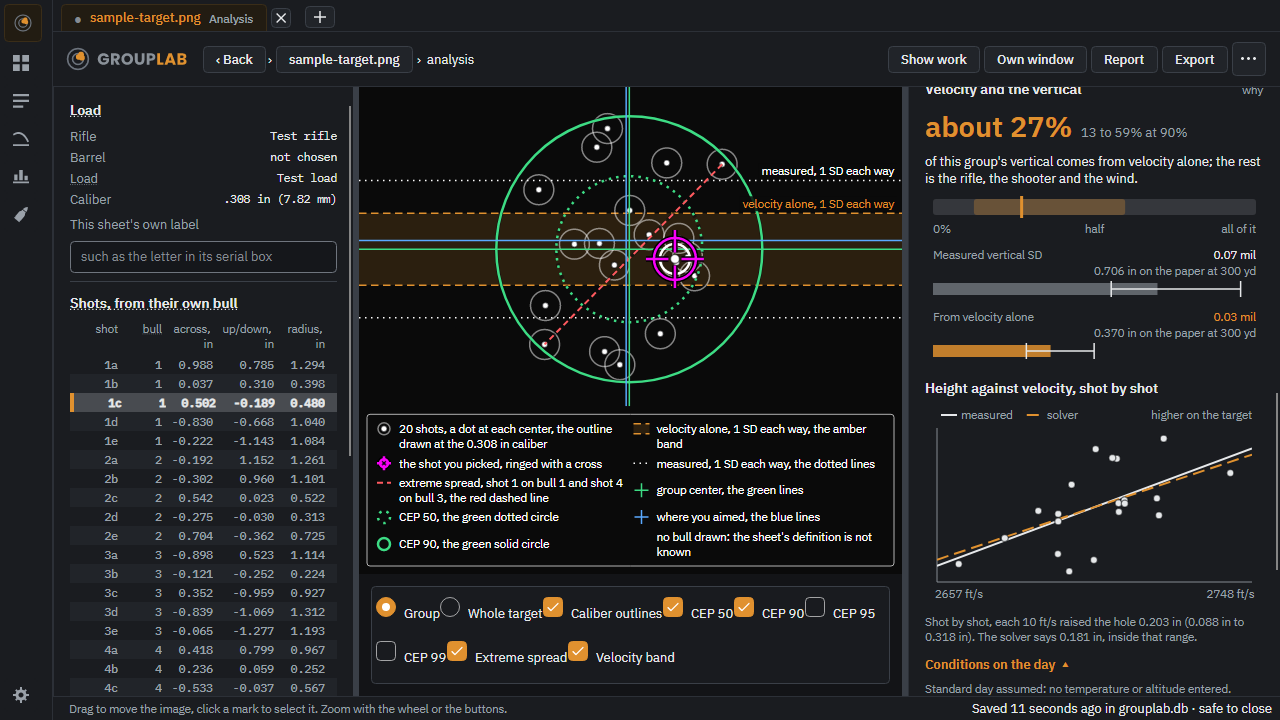 sample-target.png Analysis
GROUPLAB
‹ Back › sample-target.png › analysis
Show work Own window Report Export ···
Load
Rifle Test rifle
Barrel not chosen
Load Test load
Caliber .308 in (7.82 mm)
This sheet's own label
such as the letter in its serial box
Shots, from their own bull
shot bull across, in up/down, in radius, in
1a 1 0.988 0.785 1.294
1b 1 0.037 0.310 0.398
1c 1 0.502 -0.189 0.480
1d 1 -0.830 -0.668 1.040
1e 1 -0.222 -1.143 1.084
2a 2 -0.192 1.152 1.261
2b 2 -0.302 0.960 1.101
2c 2 0.542 0.023 0.522
2d 2 -0.275 -0.030 0.313
2e 2 0.704 -0.362 0.725
3a 3 -0.898 0.523 1.114
3b 3 -0.121 -0.252 0.224
3c 3 0.352 -0.959 0.927
3d 3 -0.839 -1.069 1.312
3e 3 -0.065 -1.277 1.193
4a 4 0.418 0.799 0.967
4b 4 0.236 0.059 0.252
4c 4 -0.533 -0.037 0.567
measured, 1 SD each way
velocity alone, 1 SD each way
20 shots, a dot at each center, the outline
drawn at the 0.308 in caliber
the shot you picked, ringed with a cross
extreme spread, shot 1 on bull 1 and shot 4
on bull 3, the red dashed line
CEP 50, the green dotted circle
CEP 90, the green solid circle
velocity alone, 1 SD each way, the amber
band
measured, 1 SD each way, the dotted lines
group center, the green lines
where you aimed, the blue lines
no bull drawn: the sheet's definition is not
known
Group Whole target Caliber outlines CEP 50 CEP 90 CEP 95
CEP 99 Extreme spread Velocity band
Velocity and the vertical why
about 27% 13 to 59% at 90%
of this group's vertical comes from velocity alone; the rest
is the rifle, the shooter and the wind.
0% half all of it
Measured vertical SD 0.07 mil
0.706 in on the paper at 300 yd
From velocity alone 0.03 mil
0.370 in on the paper at 300 yd
Height against velocity, shot by shot
measured solver higher on the target
2657 ft/s 2748 ft/s
Shot by shot, each 10 ft/s raised the hole 0.203 in (0.088 in to
0.318 in). The solver says 0.181 in, inside that range.
Conditions on the day
Standard day assumed: no temperature or altitude entered.
Drag to move the image, click a mark to select it. Zoom with the wheel or the buttons.
Saved 11 seconds ago in grouplab.db · safe to close